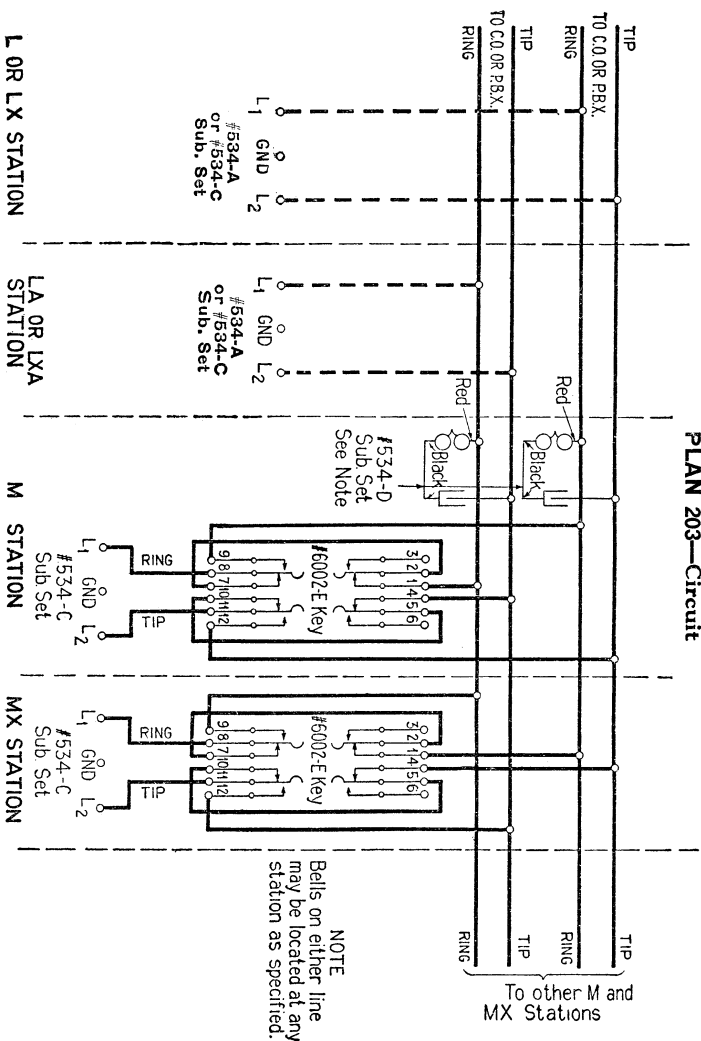 PLAN 203—Circuit
TIP
TO C.O. OR P.B.X.
RING
TIP
TO C.O. OR P.B.X.
RING
L1
GND
L2
#534-A
or #534-C
Sub. Set
L OR LX STATION
L1
GND
L2
#534-A
or #534-C
Sub. Set
LA OR LXA
STATION
Red
Black
Red
Black
#534-D
Sub. Set
See Note
3 2 1 4 5 6
#6002-E Key
9 8 7 10 11 12
RING
TIP
L1
GND
L2
#534-C
Sub. Set
M STATION
3 2 1 4 5 6
#6002-E Key
9 8 7 10 11 12
RING
TIP
L1
GND
L2
#534-C
Sub. Set
MX STATION
TIP
RING
TIP
RING
To other M and
MX Stations
NOTE
Bells on either line
may be located at any
station as specified.